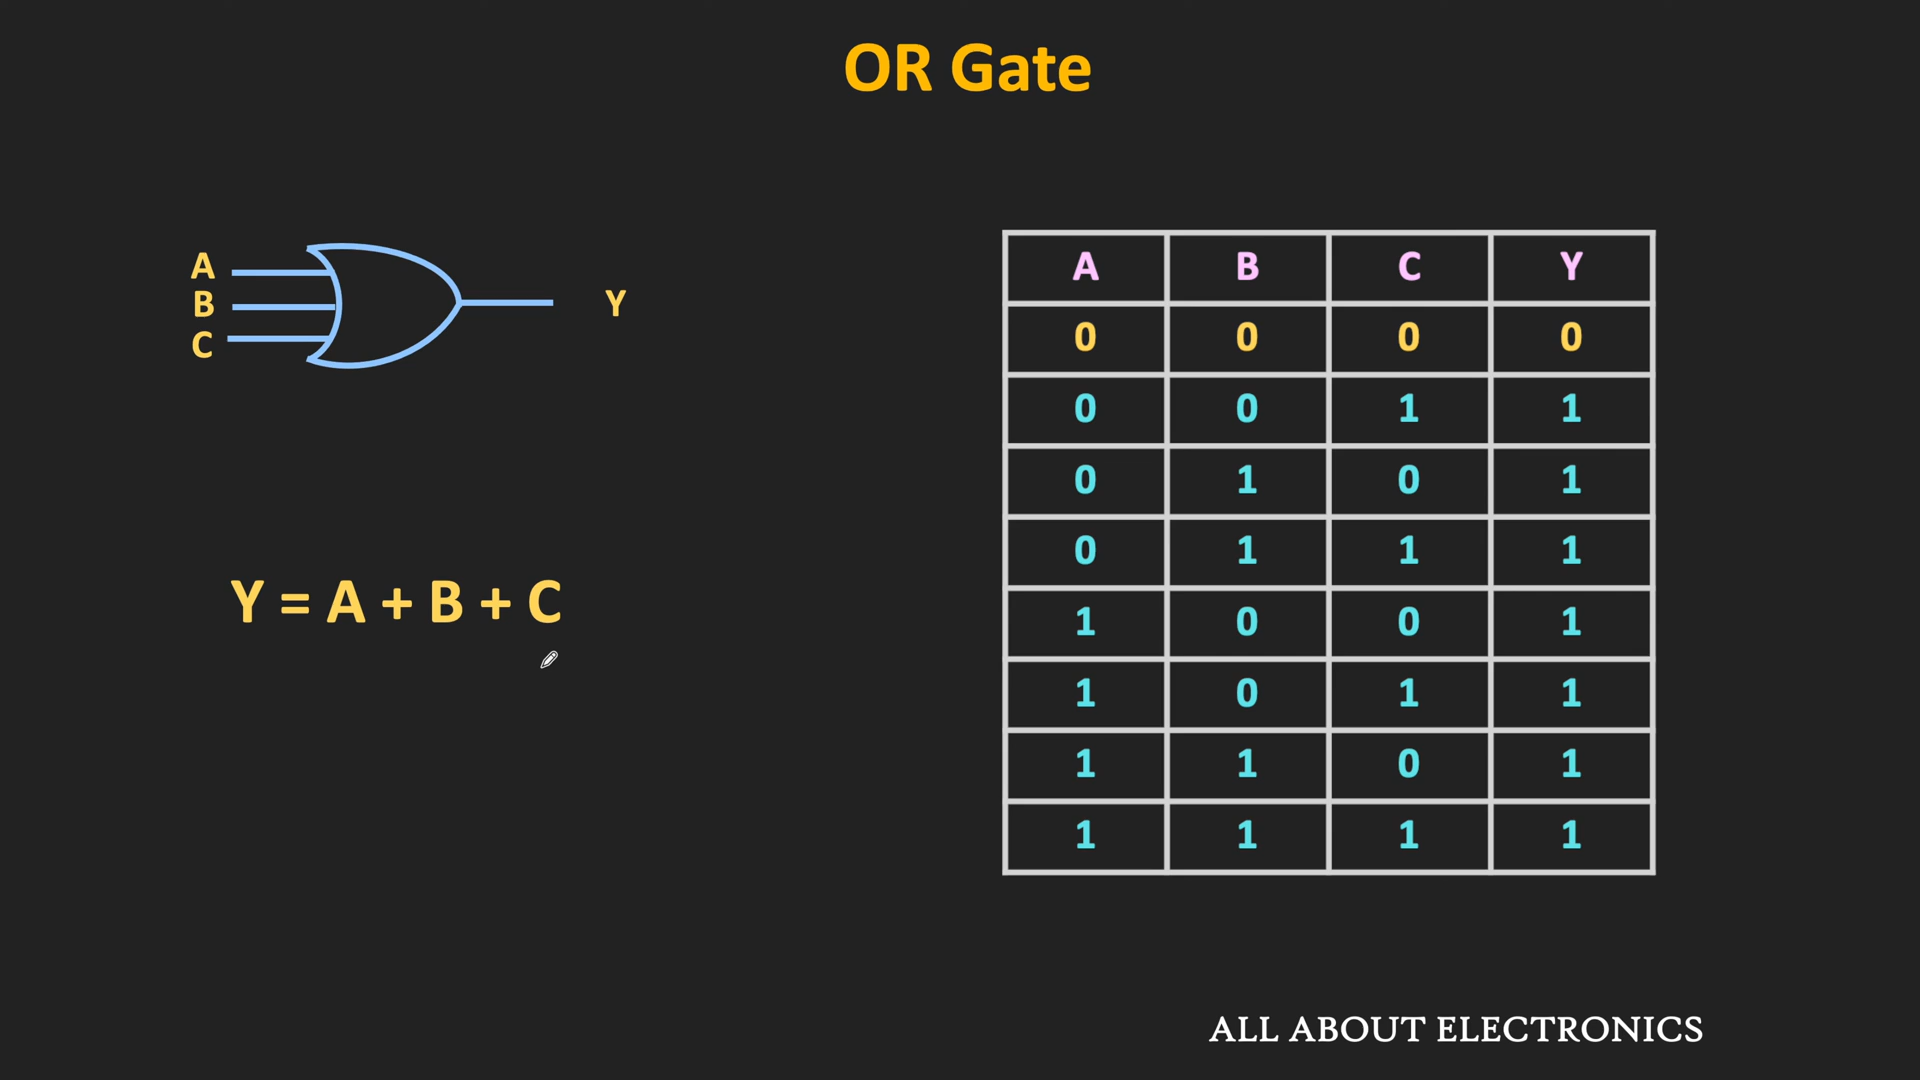 OR Gate
A
B
C
Y
Y = A + B + C
A B C Y
0 0 0 0
0 0 1 1
0 1 0 1
0 1 1 1
1 0 0 1
1 0 1 1
1 1 0 1
1 1 1 1
ALL ABOUT ELECTRONICS